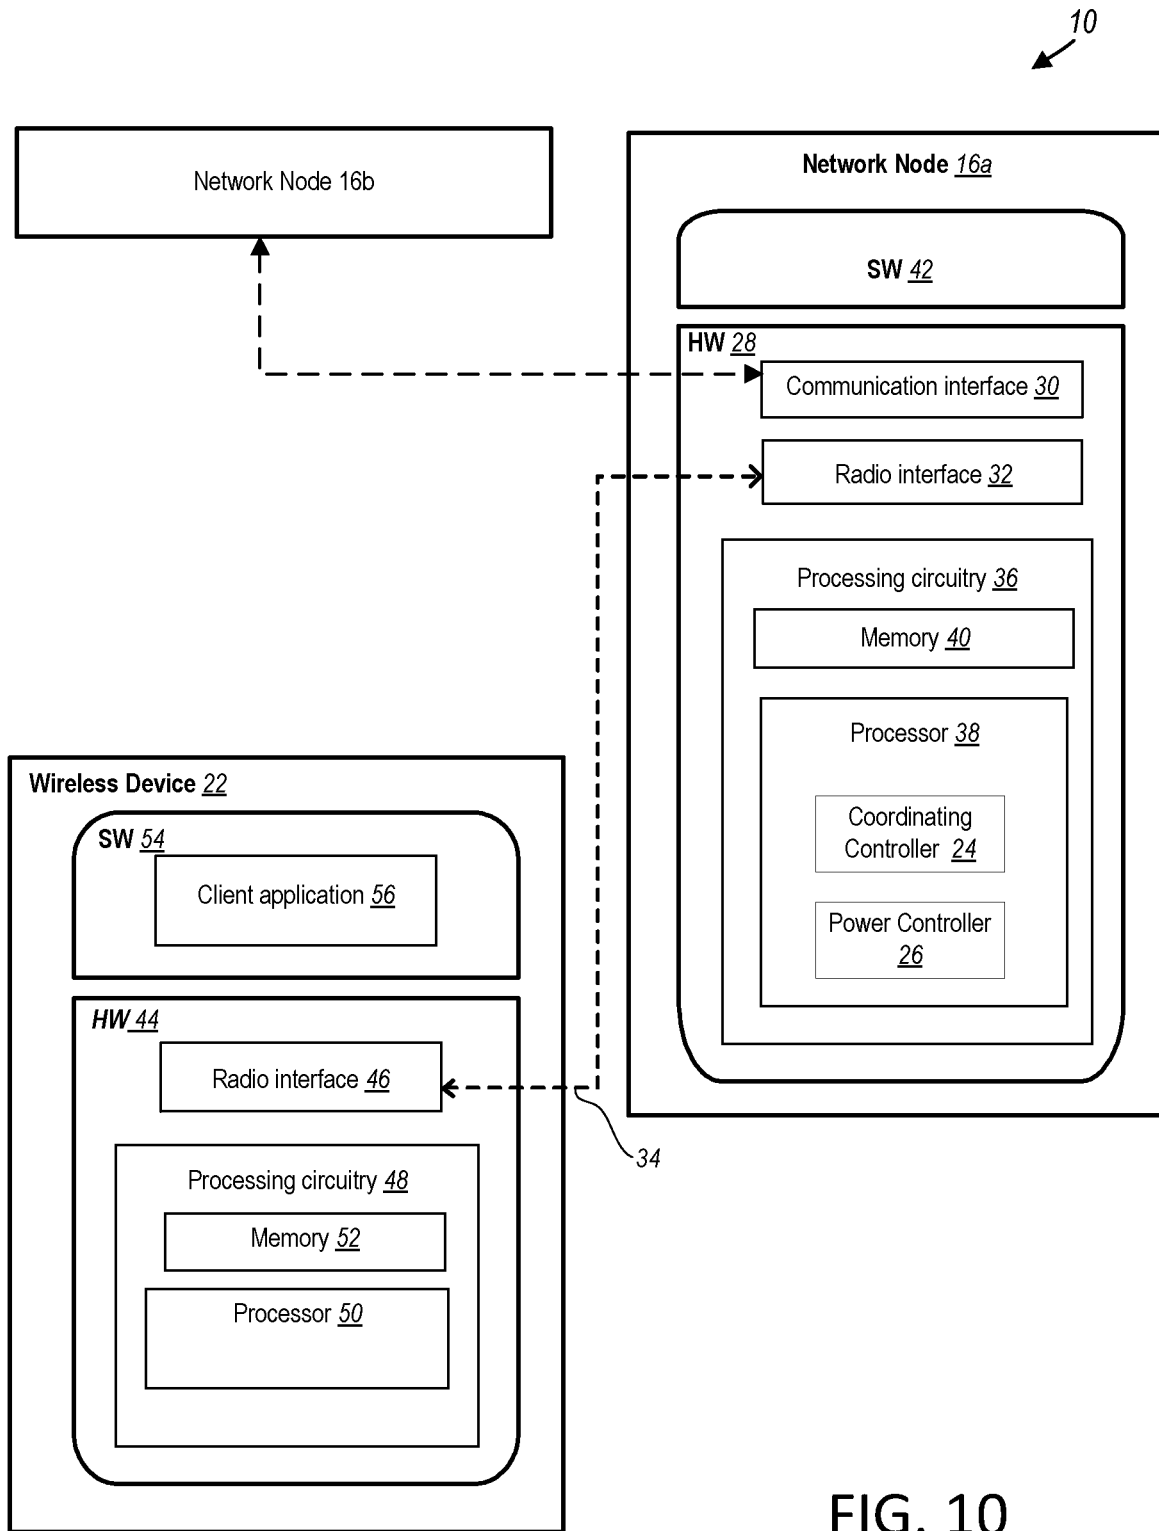 10
Network Node 16b
Network Node 16a
SW 42
HW 28
Communication interface 30
Radio interface 32
Processing circuitry 36
Memory 40
Processor 38
Coordinating
Controller 24
Power Controller
26
Wireless Device 22
SW 54
Client application 56
HW 44
Radio interface 46
34
Processing circuitry 48
Memory 52
Processor 50
FIG. 10